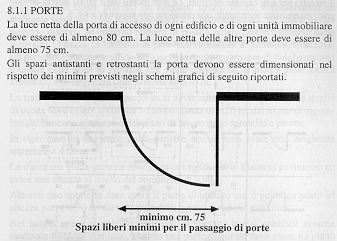 8.1.1 PORTE
La luce netta della porta di accesso di ogni edificio e di ogni unità immobiliare
deve essere di almeno 80 cm. La luce netta delle altre porte deve essere di
almeno 75 cm.
Gli spazi antistanti e retrostanti la porta devono essere dimensionati nel
rispetto dei minimi previsti negli schemi grafici di seguito riportati.
minimo cm. 75
Spazi liberi minimi per il passaggio di porte